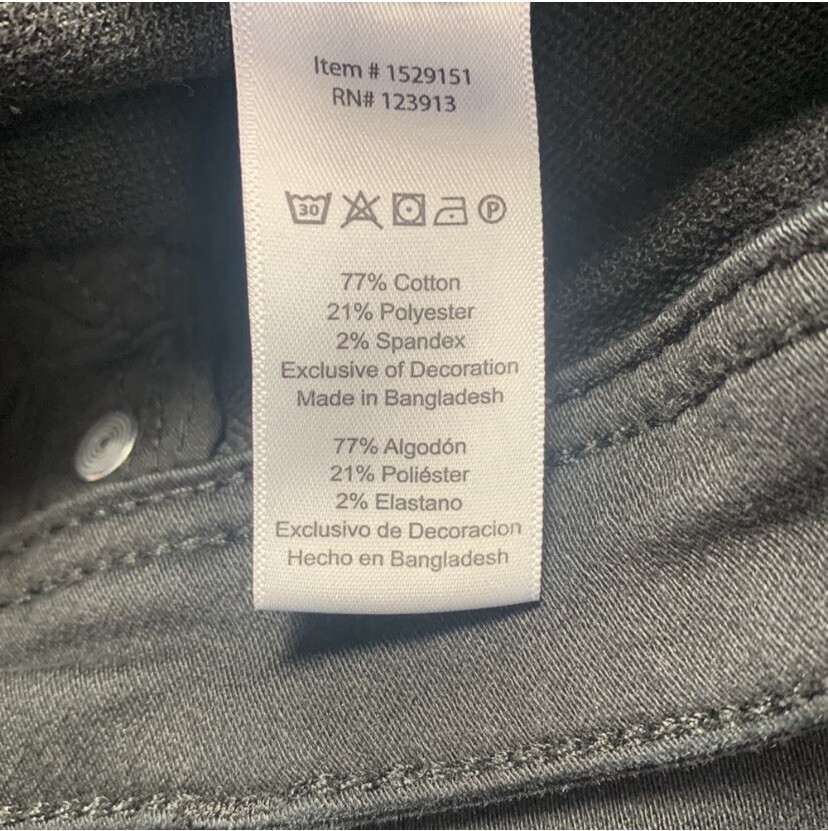 Item # 1529151
RN# 123913
30 P
77% Cotton
21% Polyester
2% Spandex
Exclusive of Decoration
Made in Bangladesh
77% Algodón
21% Poliéster
2% Elastano
Exclusivo de Decoracion
Hecho en Bangladesh